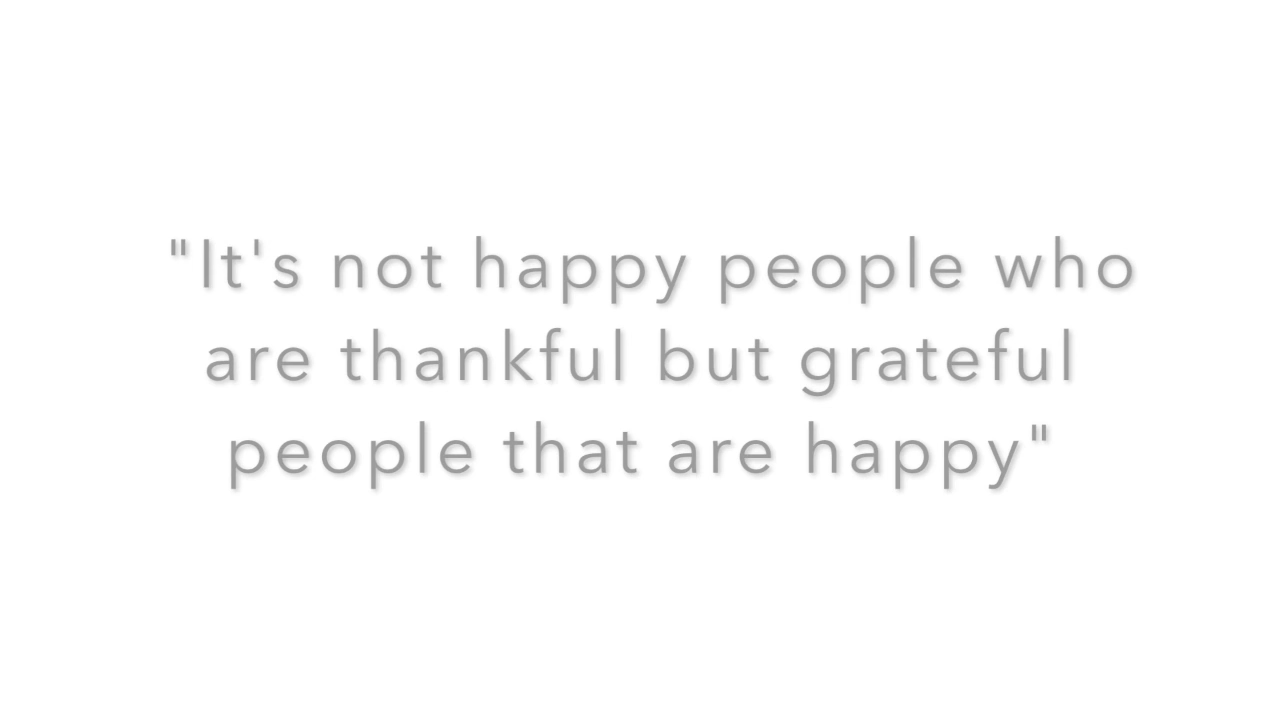 "It's not happy people who
are thankful but grateful
people that are happy"